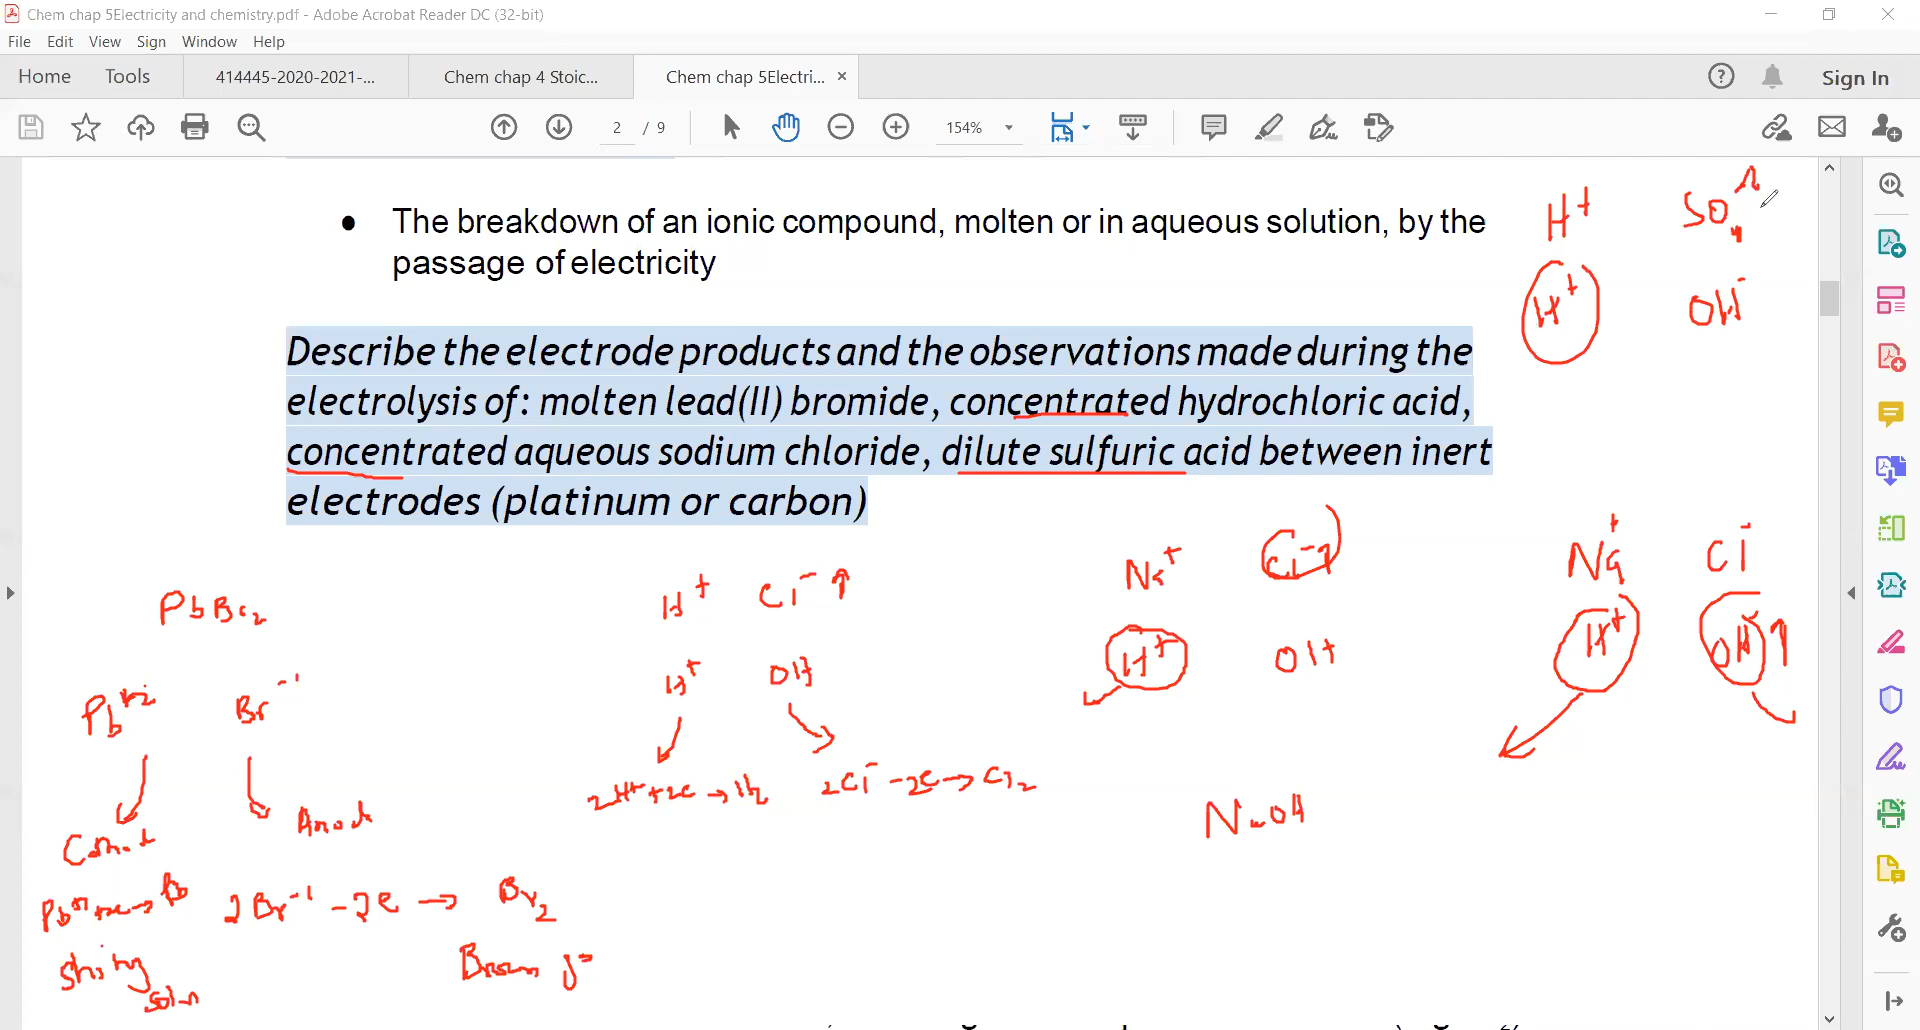 Chem chap 5Electricity and chemistry.pdf - Adobe Acrobat Reader DC (32-bit)
File Edit View Sign Window Help
Home Tools 414445-2020-2021-... Chem chap 4 Stoic... Chem chap 5Electri... × Sign In
2 / 9 154%
• The breakdown of an ionic compound, molten or in aqueous solution, by the
passage of electricity
H+ SO4
H+ OH-
Describe the electrode products and the observations made during the
electrolysis of: molten lead(II) bromide, concentrated hydrochloric acid,
concentrated aqueous sodium chloride, dilute sulfuric acid between inert
electrodes (platinum or carbon)
PbBr2
Pb+2 Br-1
Anod
2Br-1 -2e → Br2
Brown
H+ Cl- ↑
H+ OH
2H+ +2e → H2 2Cl- -2e → Cl2
Na+ Cl-
H+ OH
NaOH
Na+ Cl-
H+ OH- ↑